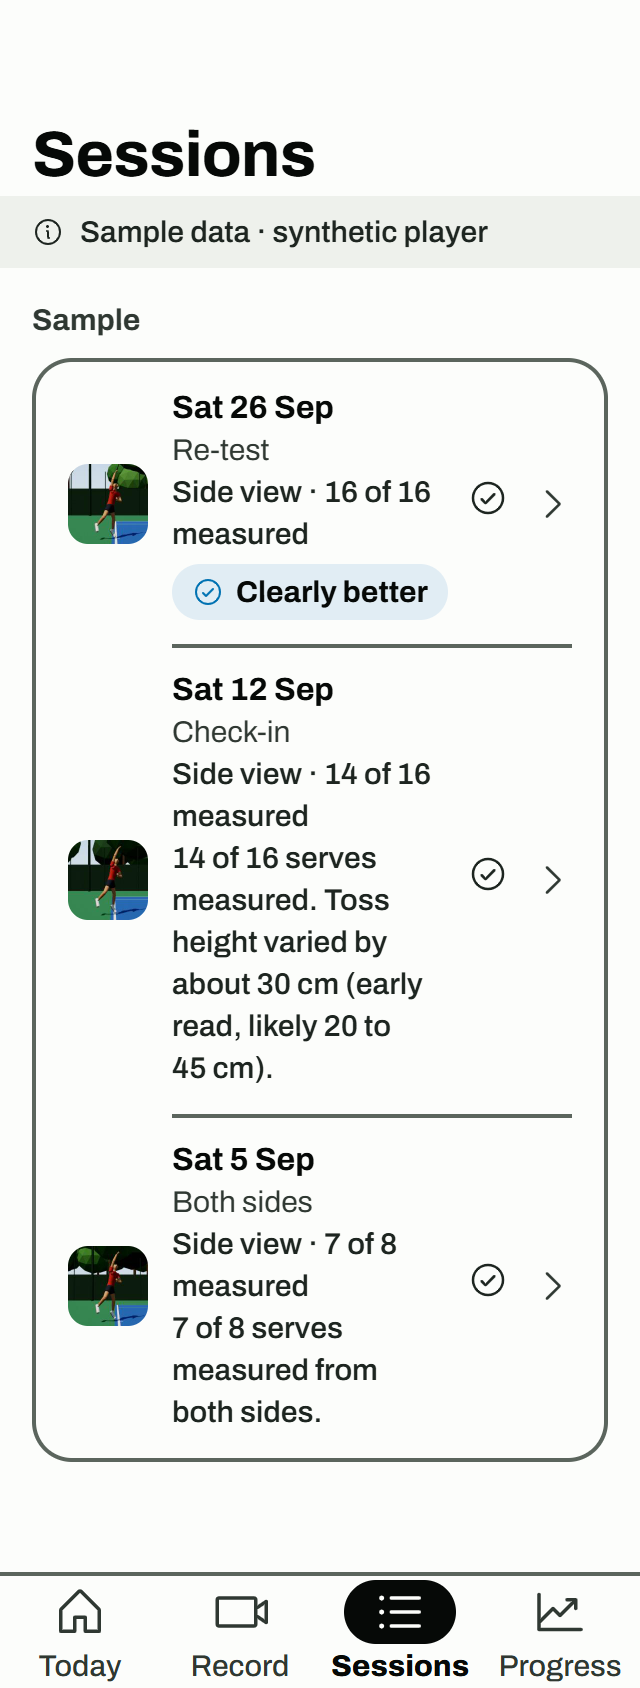 Sessions
Sample data · synthetic player
Sample
Sat 26 Sep
Re-test
Side view · 16 of 16
measured
Clearly better
Sat 12 Sep
Check-in
Side view · 14 of 16
measured
14 of 16 serves
measured. Toss
height varied by
about 30 cm (early
read, likely 20 to
45 cm).
Sat 5 Sep
Both sides
Side view · 7 of 8
measured
7 of 8 serves
measured from
both sides.
Today
Record
Sessions
Progress